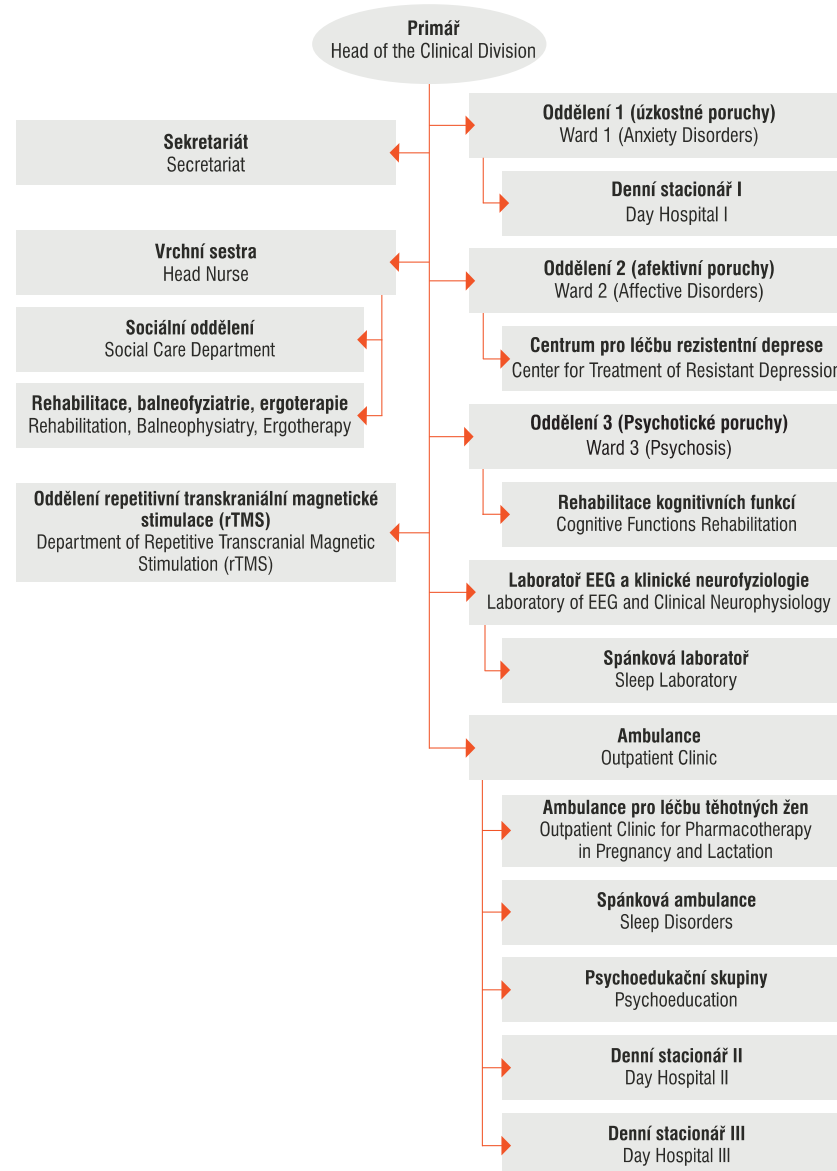 Primář
Head of the Clinical Division
Sekretariát
Secretariat
Vrchní sestra
Head Nurse
Sociální oddělení
Social Care Department
Rehabilitace, balneofyziatrie, ergoterapie
Rehabilitation, Balneophysiatry, Ergotherapy
Oddělení repetitivní transkraniální magnetické
stimulace (rTMS)
Department of Repetitive Transcranial Magnetic
Stimulation (rTMS)
Oddělení 1 (úzkostné poruchy)
Ward 1 (Anxiety Disorders)
Denní stacionář I
Day Hospital I
Oddělení 2 (afektivní poruchy)
Ward 2 (Affective Disorders)
Centrum pro léčbu rezistentní deprese
Center for Treatment of Resistant Depression
Oddělení 3 (Psychotické poruchy)
Ward 3 (Psychosis)
Rehabilitace kognitivních funkcí
Cognitive Functions Rehabilitation
Laboratoř EEG a klinické neurofyziologie
Laboratory of EEG and Clinical Neurophysiology
Spánková laboratoř
Sleep Laboratory
Ambulance
Outpatient Clinic
Ambulance pro léčbu těhotných žen
Outpatient Clinic for Pharmacotherapy
in Pregnancy and Lactation
Spánková ambulance
Sleep Disorders
Psychoedukační skupiny
Psychoeducation
Denní stacionář II
Day Hospital II
Denní stacionář III
Day Hospital III